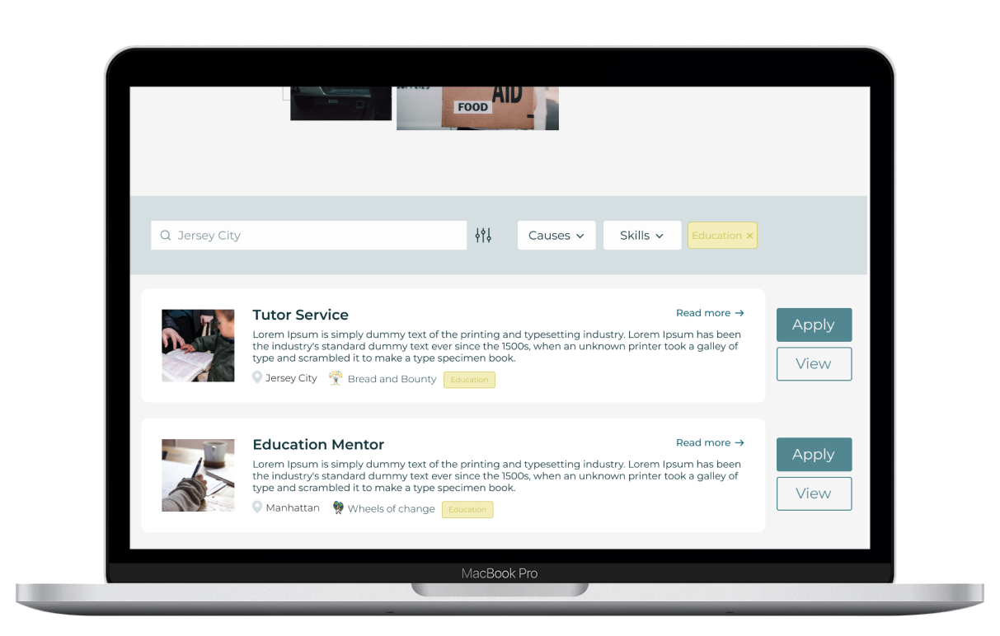 AID
FOOD
Jersey City
Causes
Skills
Education ×
Tutor Service
Read more →
Lorem Ipsum is simply dummy text of the printing and typesetting industry. Lorem Ipsum has been
the industry's standard dummy text ever since the 1500s, when an unknown printer took a galley of
type and scrambled it to make a type specimen book.
Jersey City
Bread and Bounty
Education
Apply
View
Education Mentor
Read more →
Lorem Ipsum is simply dummy text of the printing and typesetting industry. Lorem Ipsum has been
the industry's standard dummy text ever since the 1500s, when an unknown printer took a galley of
type and scrambled it to make a type specimen book.
Manhattan
Wheels of change
Education
Apply
View
MacBook Pro